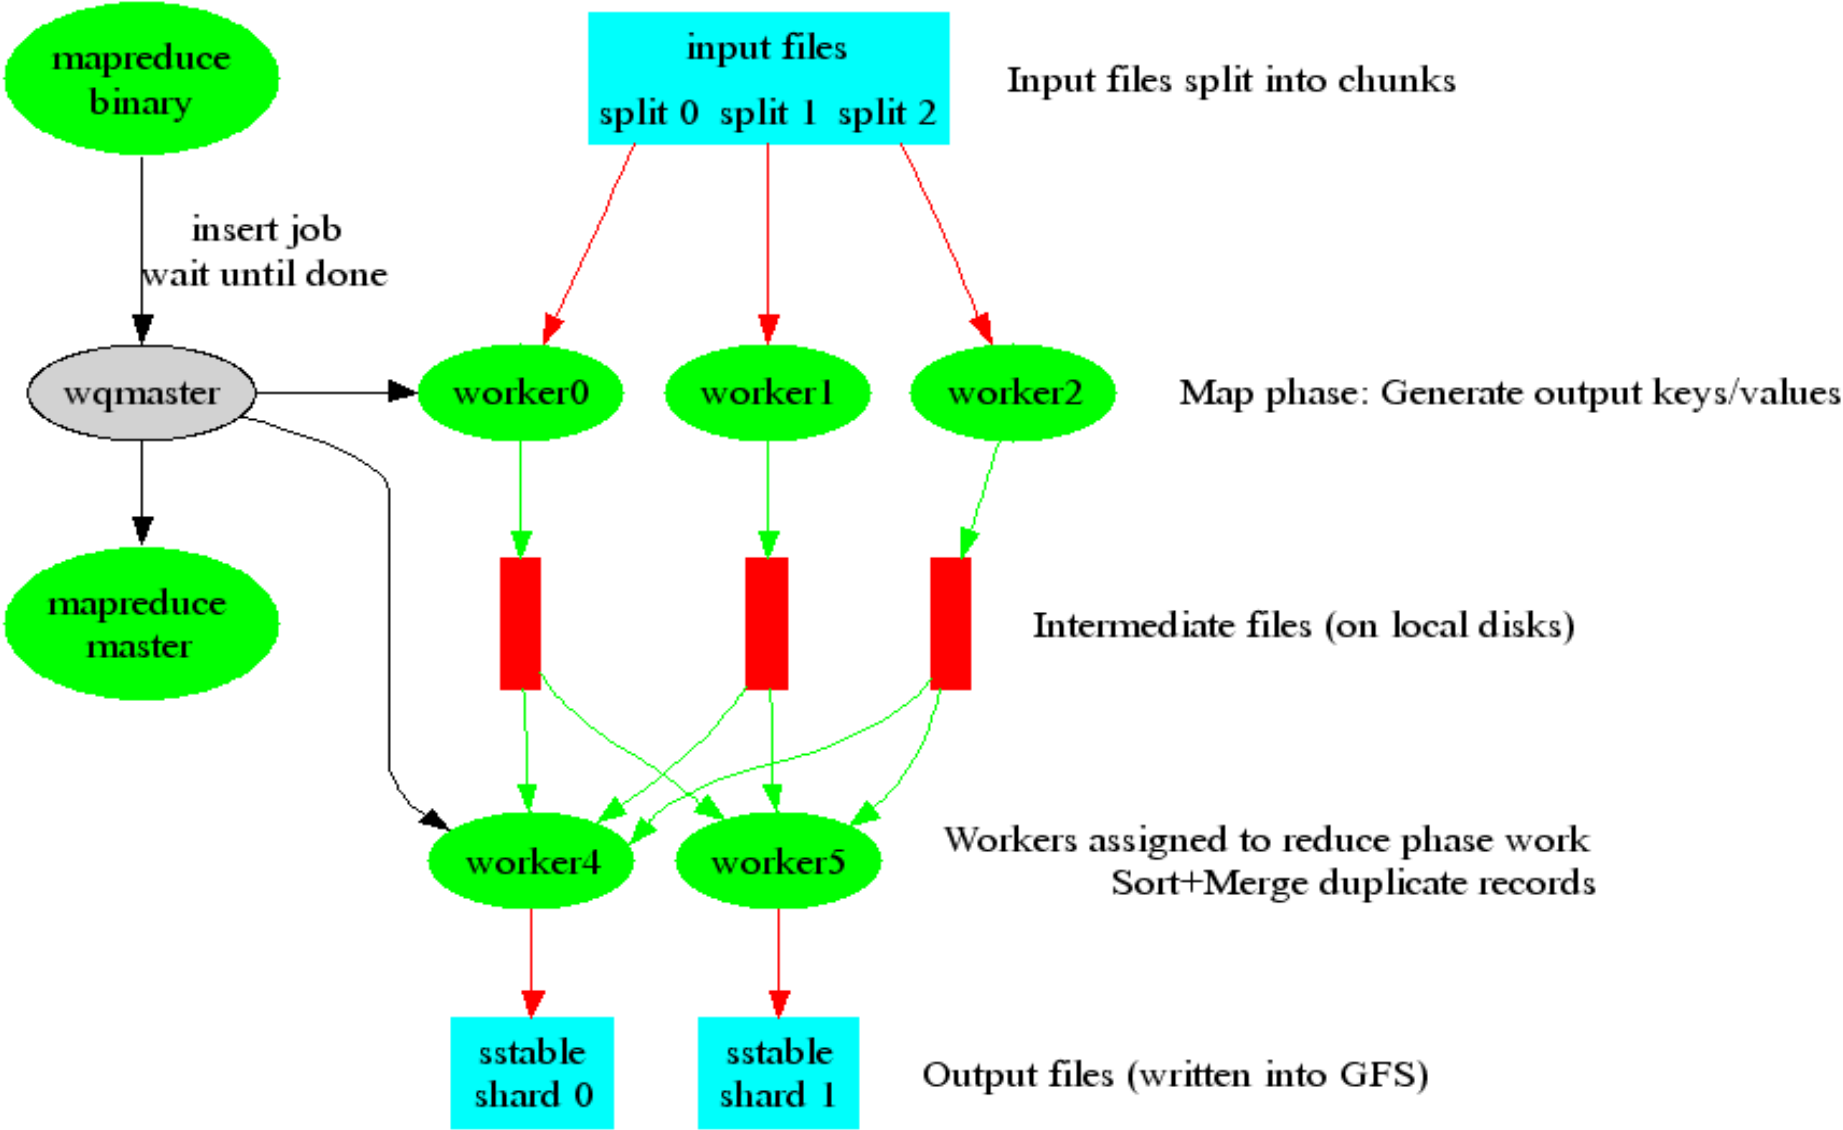 mapreduce
binary
input files
split 0 split 1 split 2
Input files split into chunks
insert job
wait until done
wqmaster
worker0
worker1
worker2
Map phase: Generate output keys/values
mapreduce
master
Intermediate files (on local disks)
worker4
worker5
Workers assigned to reduce phase work
Sort+Merge duplicate records
sstable
shard 0
sstable
shard 1
Output files (written into GFS)